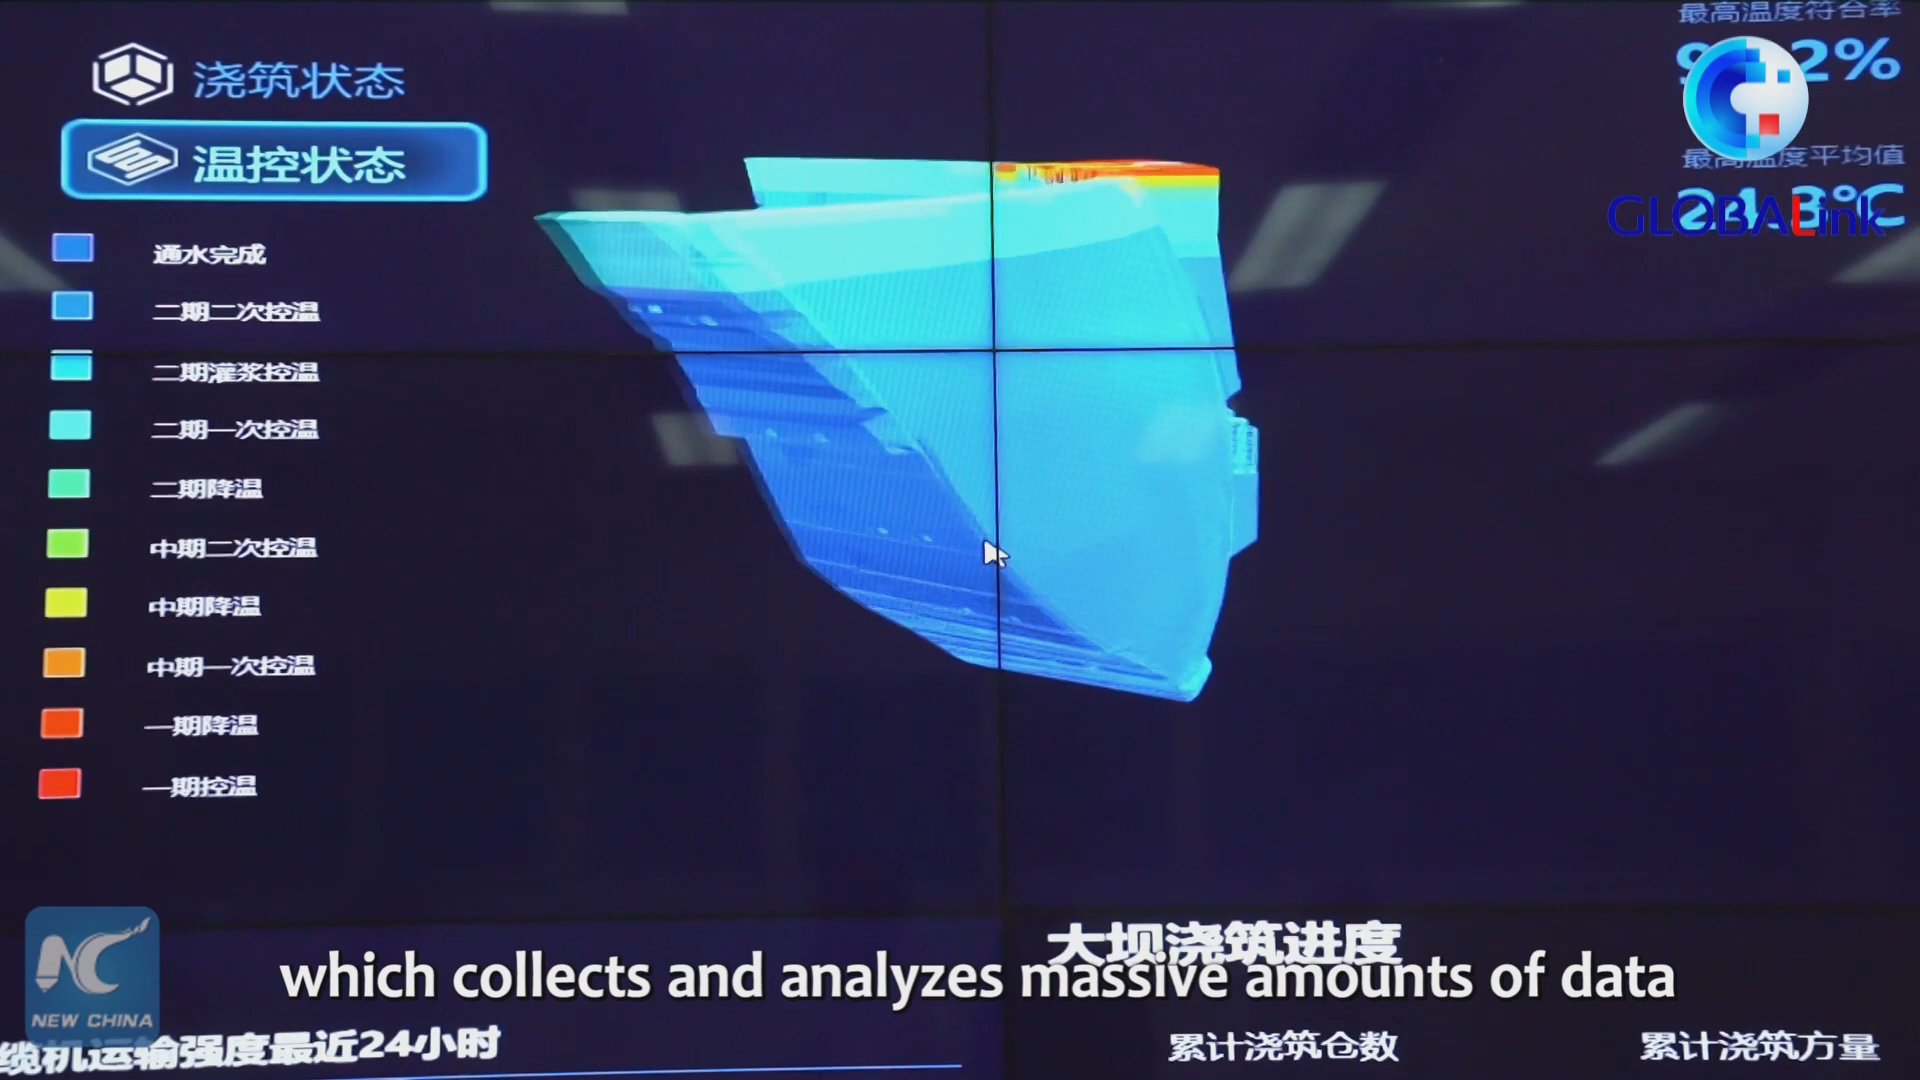 浇筑状态
温控状态
通水完成
二期二次控温
二期灌浆控温
二期一次控温
二期降温
中期二次控温
中期降温
中期一次控温
一期降温
一期控温
最高温度符合率
2%
最高温度平均值
24.3°C
GLOBALink
大坝浇筑进度
which collects and analyzes massive amounts of data
NEW CHINA
缆机运输强度最近24小时
累计浇筑仓数
累计浇筑方量